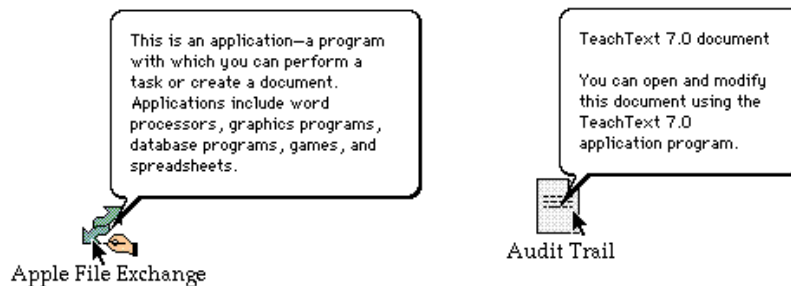 This is an application—a program
with which you can perform a
task or create a document.
Applications include word
processors, graphics programs,
database programs, games, and
spreadsheets.
Apple File Exchange
TeachText 7.0 document
You can open and modify
this document using the
TeachText 7.0
application program.
Audit Trail